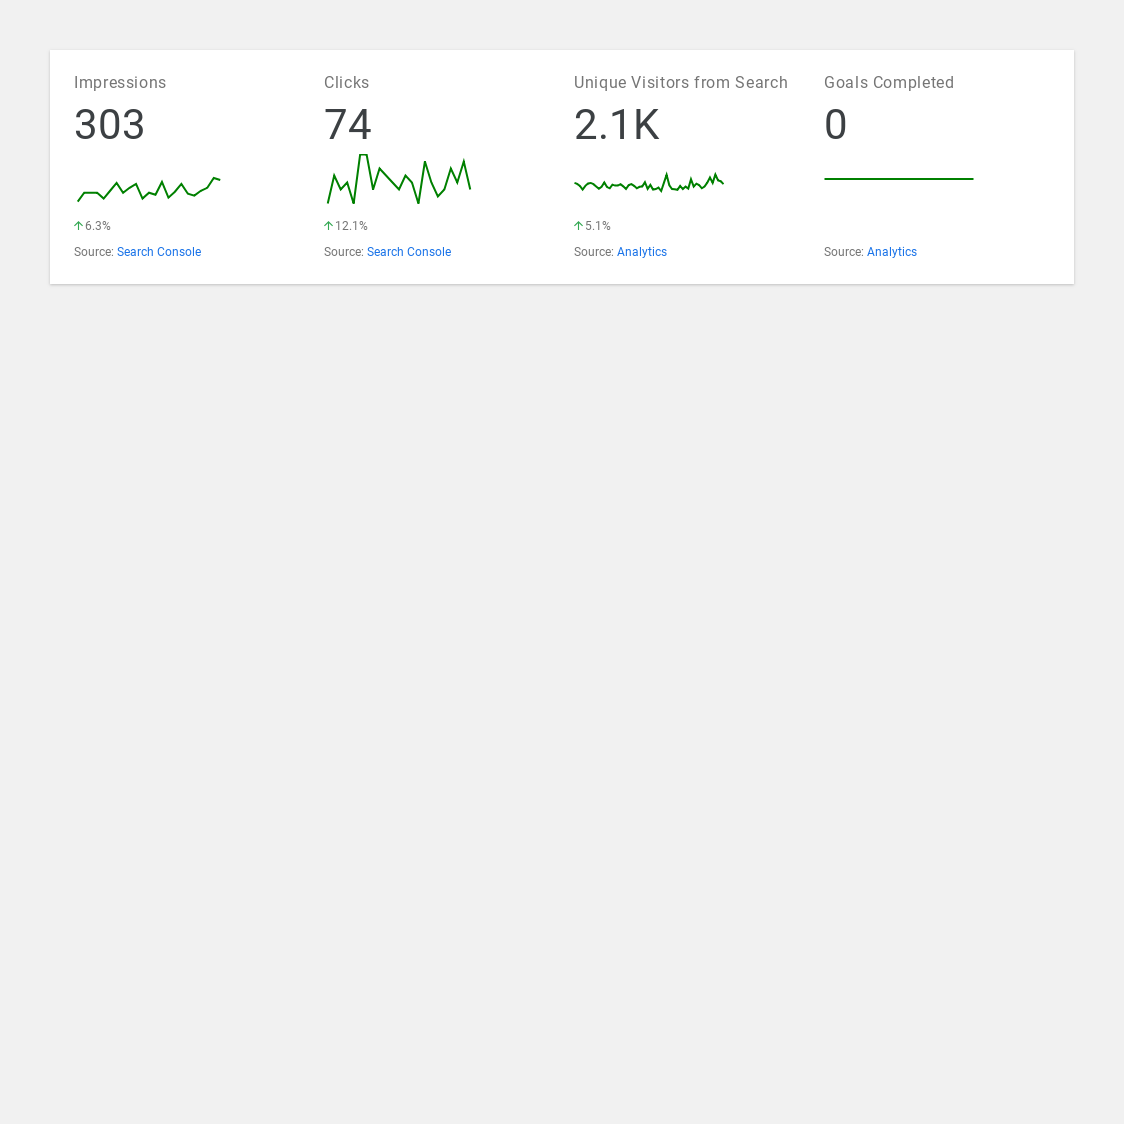 Impressions
303
6.3%
Source: Search Console
Clicks
74
12.1%
Source: Search Console
Unique Visitors from Search
2.1K
5.1%
Source: Analytics
Goals Completed
0
Source: Analytics